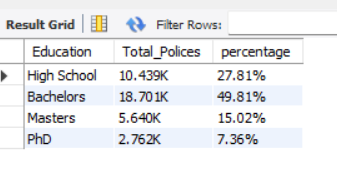 Result Grid Filter Rows:
Education Total_Polices percentage
High School 10.439K 27.81%
Bachelors 18.701K 49.81%
Masters 5.640K 15.02%
PhD 2.762K 7.36%